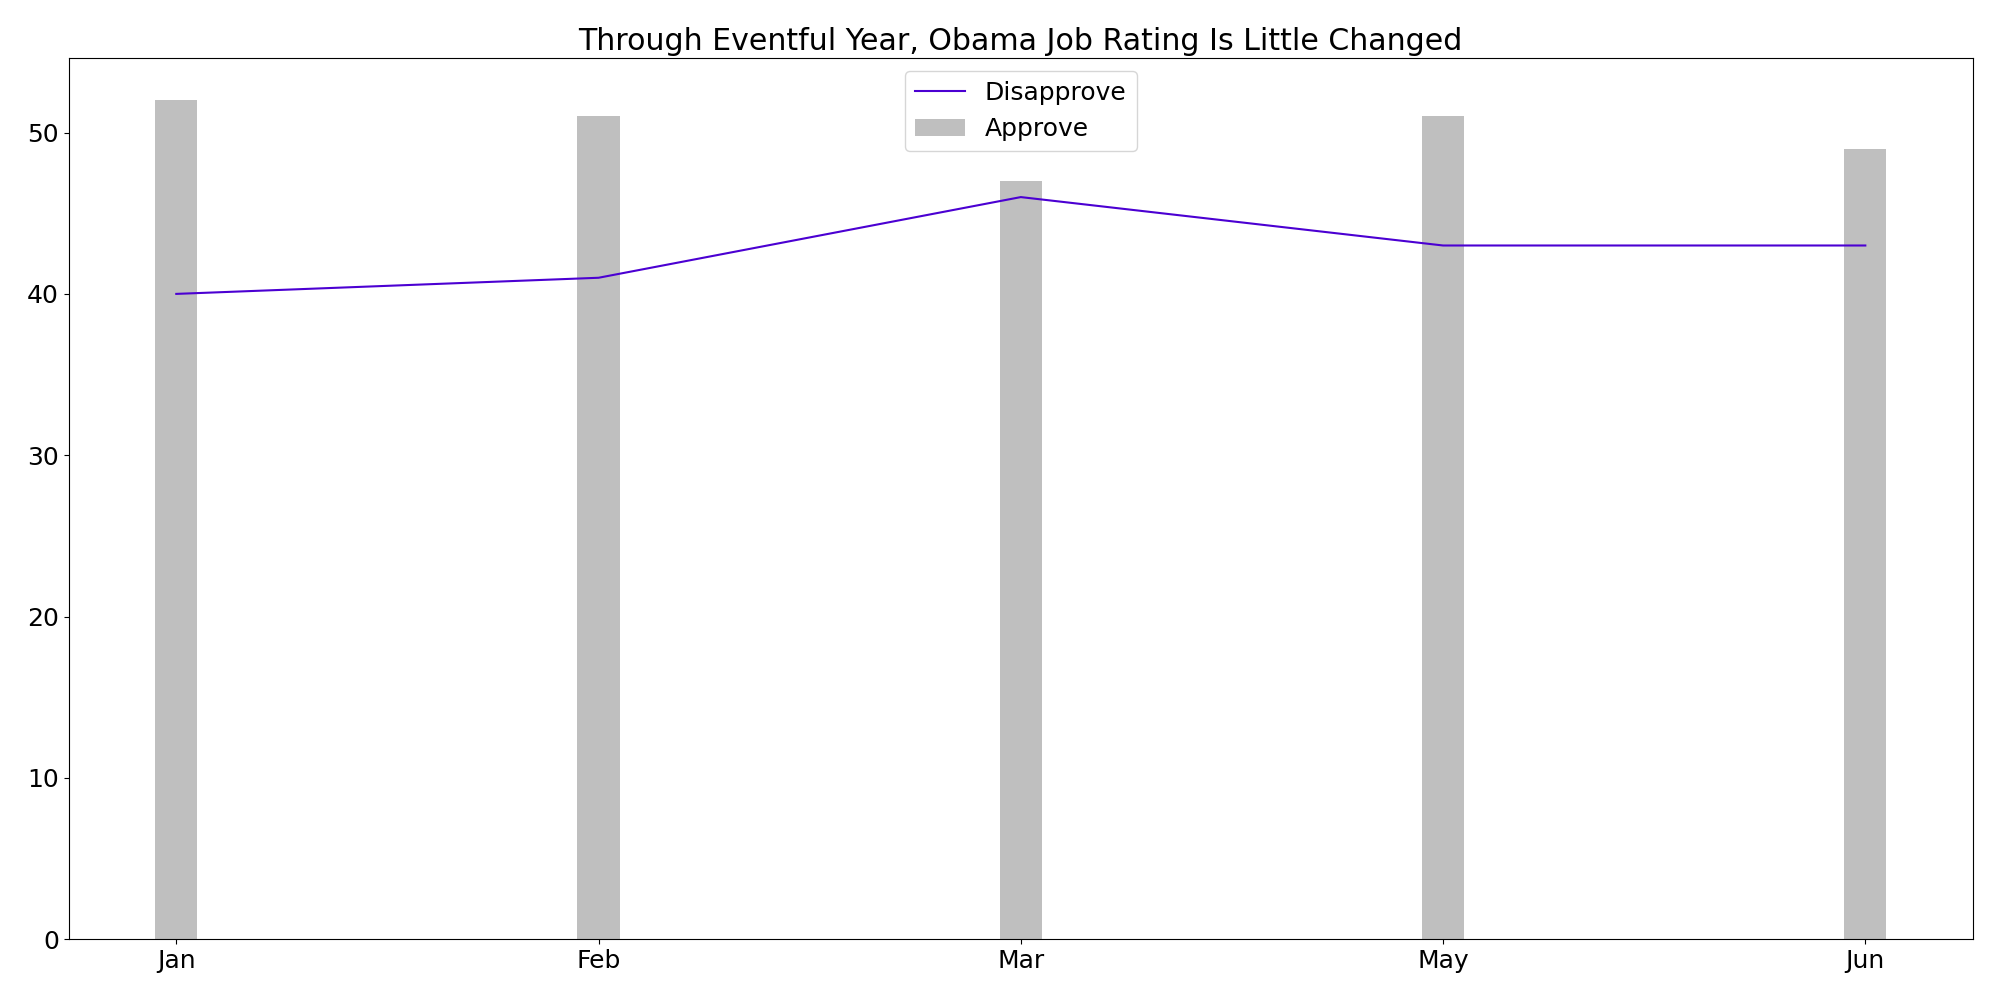 Through Eventful Year, Obama Job Rating Is Little Changed
Disapprove
Approve
50
40
30
20
10
0
Jan Feb Mar May Jun